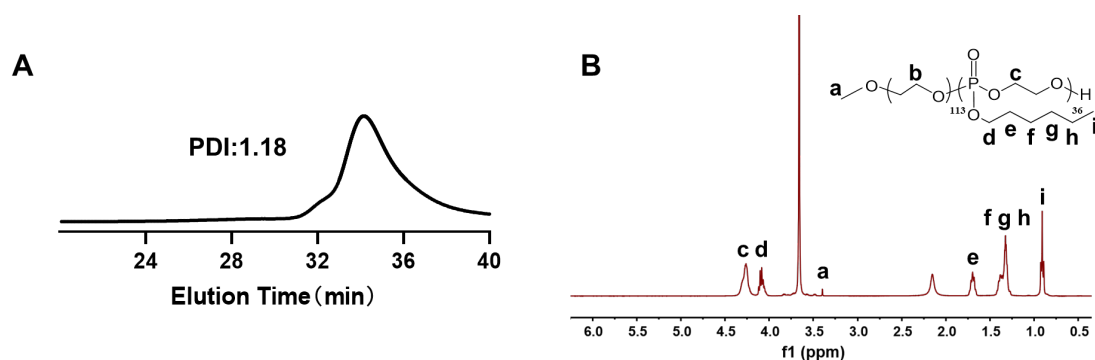 A
PDI:1.18
24 28 32 36 40
Elution Time（min）
B
a O b O 113 P O O c O H 36
O
d e f g h i
c d a e f g h i
6.0 5.5 5.0 4.5 4.0 3.5 3.0 2.5 2.0 1.5 1.0 0.5
f1 (ppm)